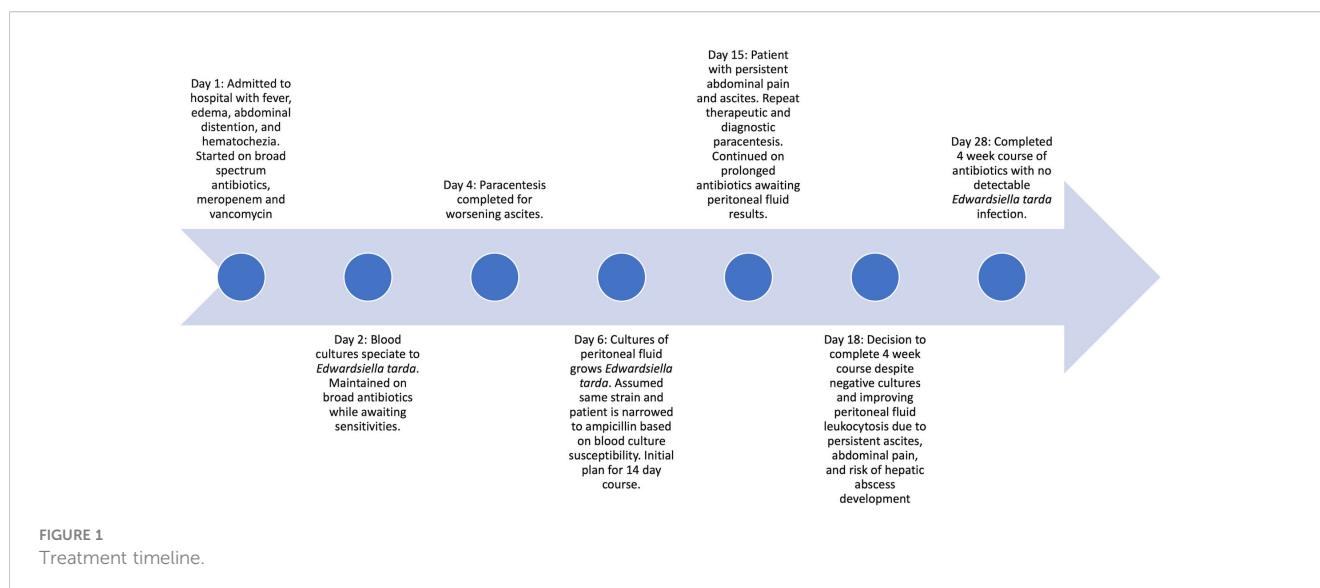 Day 1: Admitted to
hospital with fever,
edema, abdominal
distention, and
hematochezia.
Started on broad
spectrum
antibiotics,
meropenem and
vancomycin
Day 2: Blood
cultures speciate to
Edwardsiella tarda.
Maintained on
broad antibiotics
while awaiting
sensitivities.
Day 4: Paracentesis
completed for
worsening ascites.
Day 6: Cultures of
peritoneal fluid
grows Edwardsiella
tarda. Assumed
same strain and
patient is narrowed
to ampicillin based
on blood culture
susceptibility. Initial
plan for 14 day
course.
Day 15: Patient
with persistent
abdominal pain
and ascites. Repeat
therapeutic and
diagnostic
paracentesis.
Continued on
prolonged
antibiotics awaiting
peritoneal fluid
results.
Day 18: Decision to
complete 4 week
course despite
negative cultures
and improving
peritoneal fluid
leukocytosis due to
persistent ascites,
abdominal pain,
and risk of hepatic
abscess
development
Day 28: Completed
4 week course of
antibiotics with no
detectable
Edwardsiella tarda
infection.
FIGURE 1
Treatment timeline.